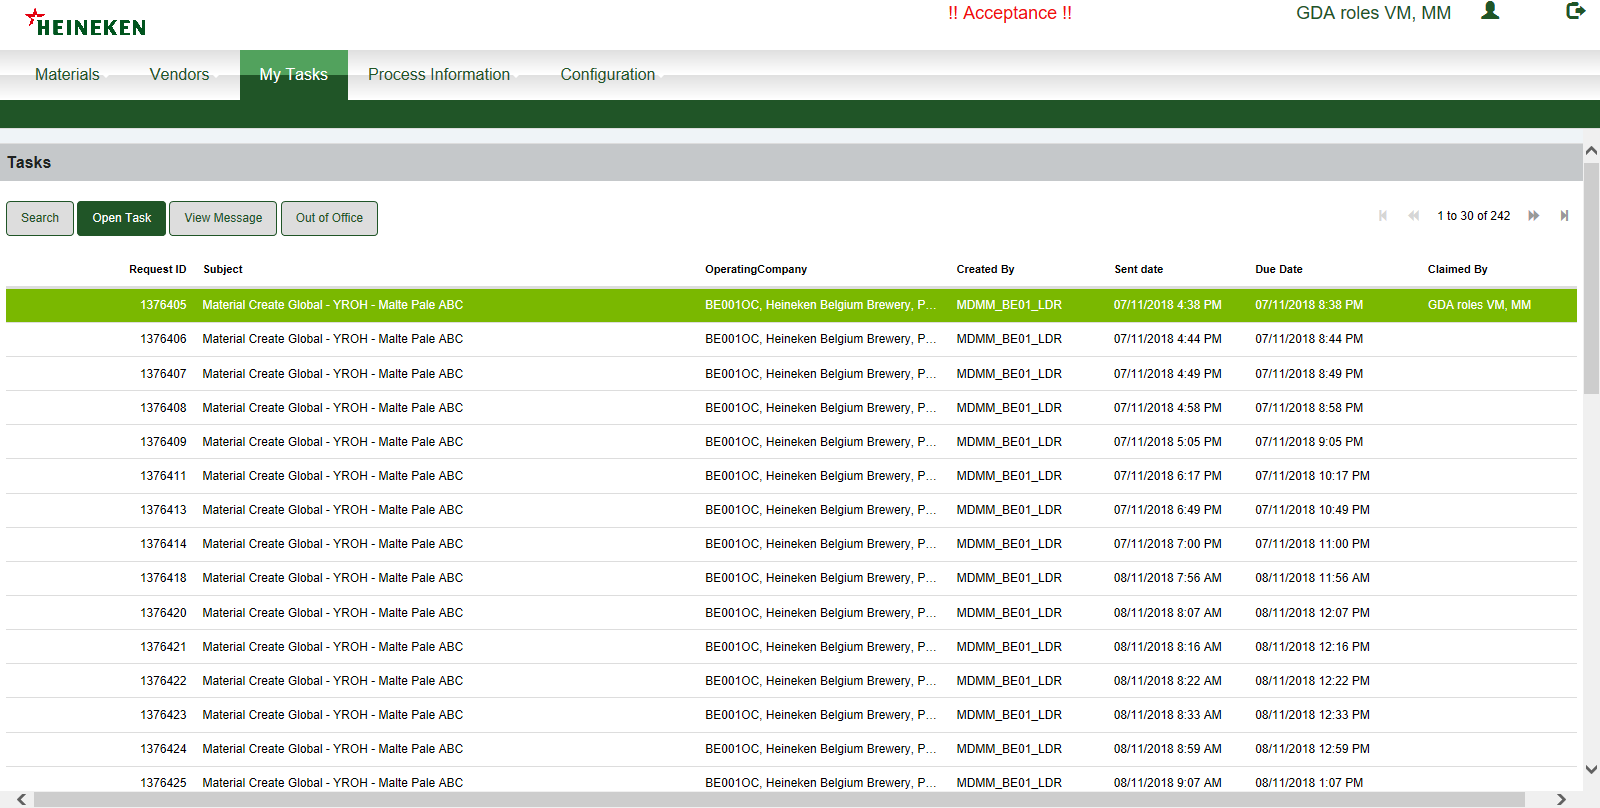 HEINEKEN
!! Acceptance !!
GDA roles VM, MM
Materials Vendors My Tasks Process Information Configuration
Tasks
Search Open Task View Message Out of Office 1 to 30 of 242
Request ID Subject OperatingCompany Created By Sent date Due Date Claimed By
1376405 Material Create Global - YROH - Malte Pale ABC BE001OC, Heineken Belgium Brewery, P... MDMM_BE01_LDR 07/11/2018 4:38 PM 07/11/2018 8:38 PM GDA roles VM, MM
1376406 Material Create Global - YROH - Malte Pale ABC BE001OC, Heineken Belgium Brewery, P... MDMM_BE01_LDR 07/11/2018 4:44 PM 07/11/2018 8:44 PM
1376407 Material Create Global - YROH - Malte Pale ABC BE001OC, Heineken Belgium Brewery, P... MDMM_BE01_LDR 07/11/2018 4:49 PM 07/11/2018 8:49 PM
1376408 Material Create Global - YROH - Malte Pale ABC BE001OC, Heineken Belgium Brewery, P... MDMM_BE01_LDR 07/11/2018 4:58 PM 07/11/2018 8:58 PM
1376409 Material Create Global - YROH - Malte Pale ABC BE001OC, Heineken Belgium Brewery, P... MDMM_BE01_LDR 07/11/2018 5:05 PM 07/11/2018 9:05 PM
1376411 Material Create Global - YROH - Malte Pale ABC BE001OC, Heineken Belgium Brewery, P... MDMM_BE01_LDR 07/11/2018 6:17 PM 07/11/2018 10:17 PM
1376413 Material Create Global - YROH - Malte Pale ABC BE001OC, Heineken Belgium Brewery, P... MDMM_BE01_LDR 07/11/2018 6:49 PM 07/11/2018 10:49 PM
1376414 Material Create Global - YROH - Malte Pale ABC BE001OC, Heineken Belgium Brewery, P... MDMM_BE01_LDR 07/11/2018 7:00 PM 07/11/2018 11:00 PM
1376418 Material Create Global - YROH - Malte Pale ABC BE001OC, Heineken Belgium Brewery, P... MDMM_BE01_LDR 08/11/2018 7:56 AM 08/11/2018 11:56 AM
1376420 Material Create Global - YROH - Malte Pale ABC BE001OC, Heineken Belgium Brewery, P... MDMM_BE01_LDR 08/11/2018 8:07 AM 08/11/2018 12:07 PM
1376421 Material Create Global - YROH - Malte Pale ABC BE001OC, Heineken Belgium Brewery, P... MDMM_BE01_LDR 08/11/2018 8:16 AM 08/11/2018 12:16 PM
1376422 Material Create Global - YROH - Malte Pale ABC BE001OC, Heineken Belgium Brewery, P... MDMM_BE01_LDR 08/11/2018 8:22 AM 08/11/2018 12:22 PM
1376423 Material Create Global - YROH - Malte Pale ABC BE001OC, Heineken Belgium Brewery, P... MDMM_BE01_LDR 08/11/2018 8:33 AM 08/11/2018 12:33 PM
1376424 Material Create Global - YROH - Malte Pale ABC BE001OC, Heineken Belgium Brewery, P... MDMM_BE01_LDR 08/11/2018 8:59 AM 08/11/2018 12:59 PM
1376425 Material Create Global - YROH - Malte Pale ABC BE001OC, Heineken Belgium Brewery, P... MDMM_BE01_LDR 08/11/2018 9:07 AM 08/11/2018 1:07 PM